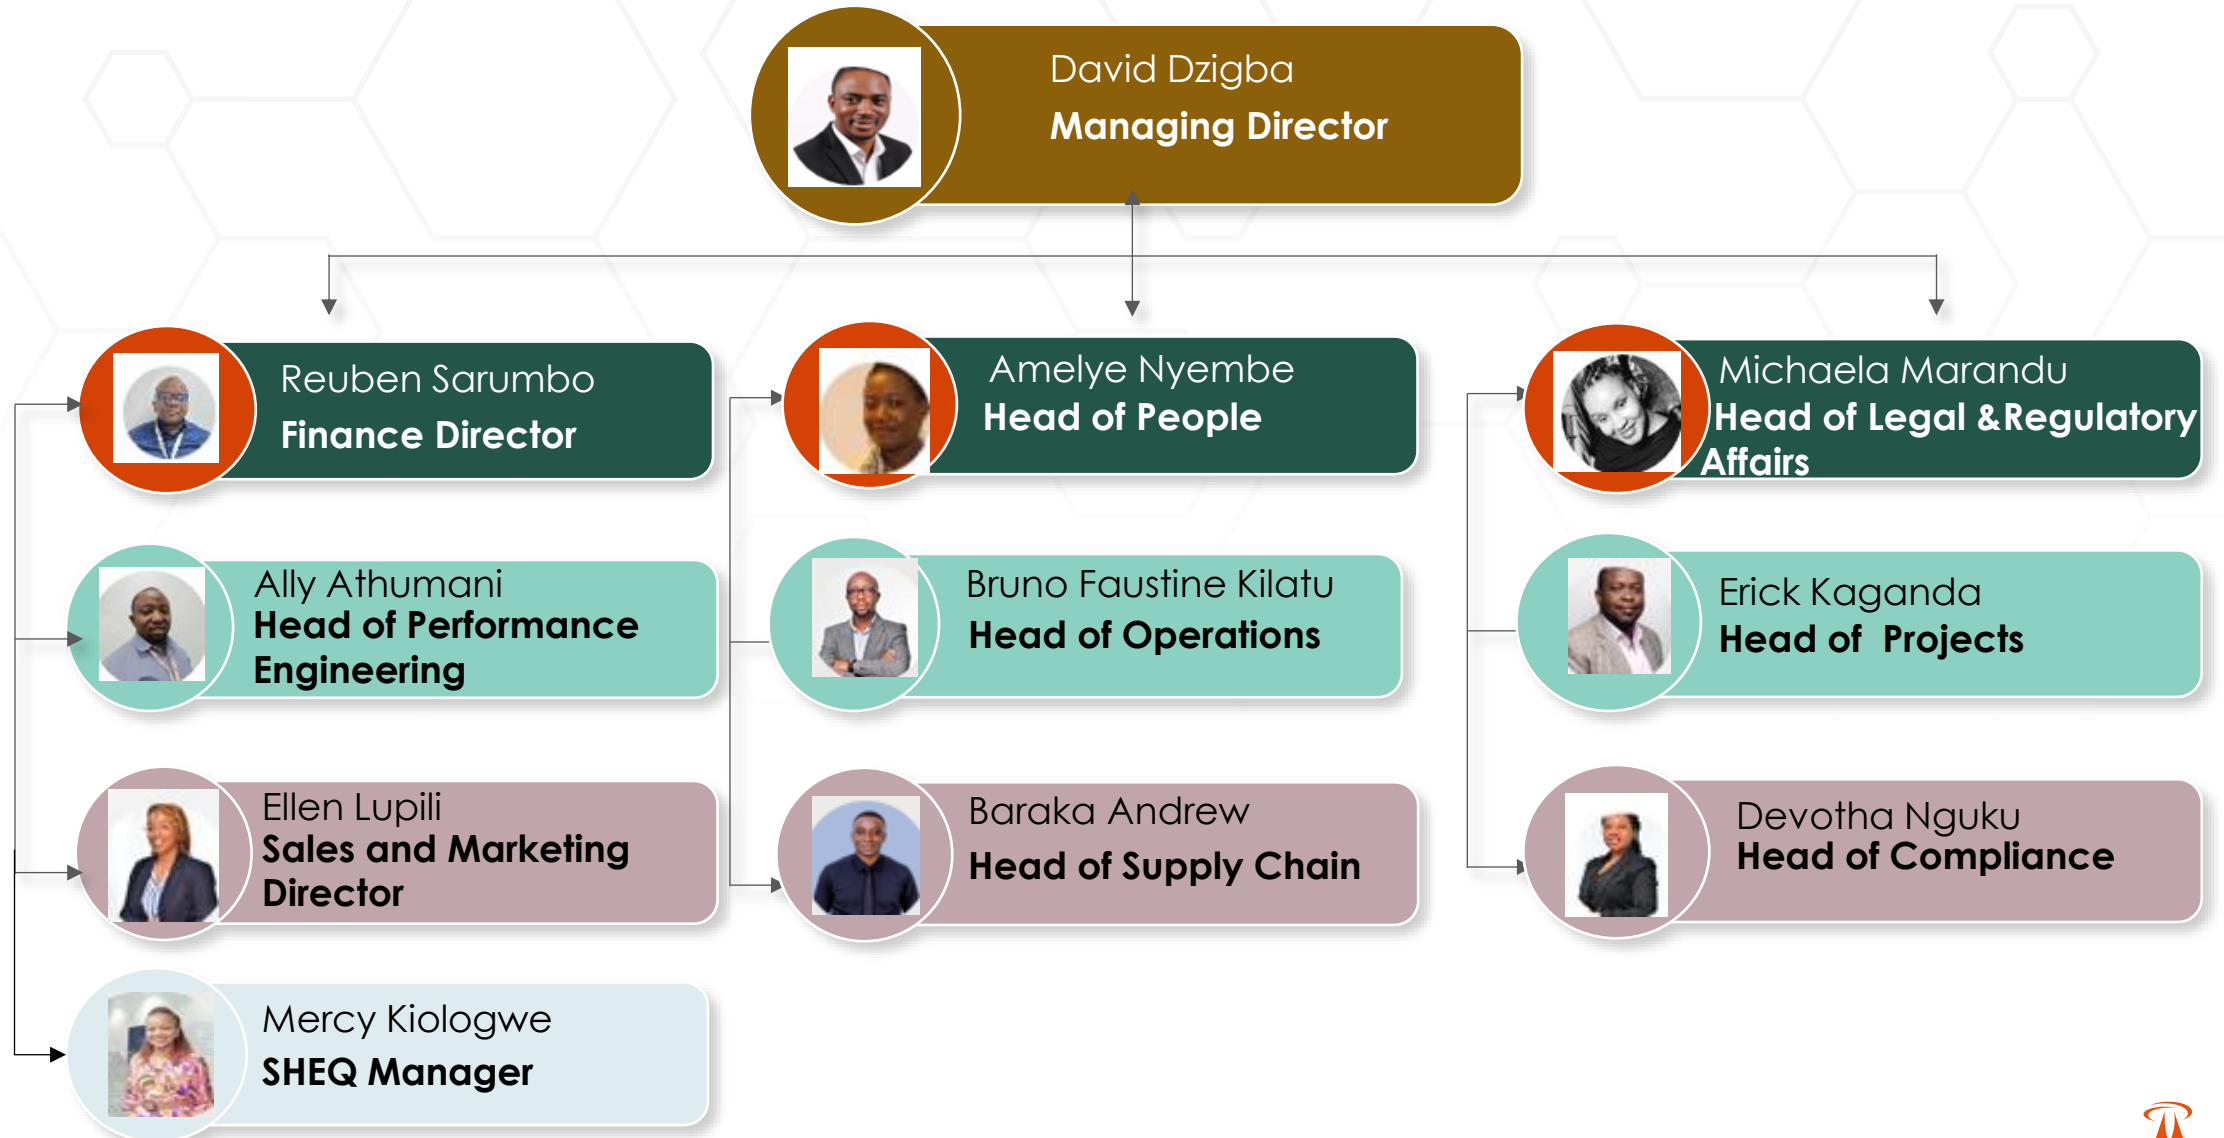 David Dzigba
Managing Director
Reuben Sarumbo
Finance Director
Amelye Nyembe
Head of People
Michaela Marandu
Head of Legal &Regulatory
Affairs
Ally Athumani
Head of Performance
Engineering
Bruno Faustine Kilatu
Head of Operations
Erick Kaganda
Head of  Projects
Ellen Lupili
Sales and Marketing
Director
Baraka Andrew
Head of Supply Chain
Devotha Nguku
Head of Compliance
Mercy Kiologwe
SHEQ Manager